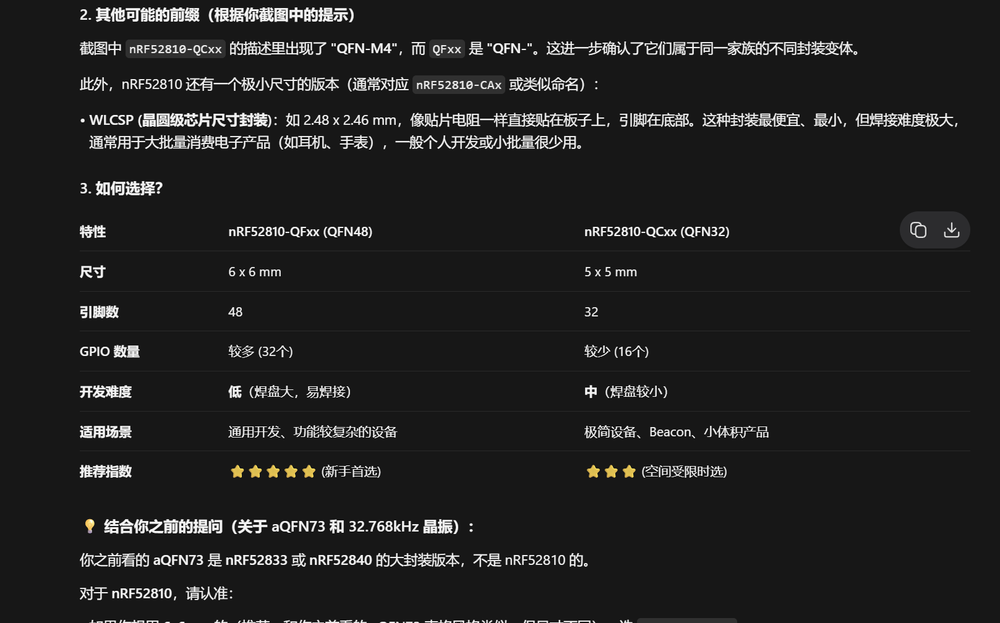 2. 其他可能的前缀（根据你截图中的提示）
截图中 nRF52810-QCxx 的描述里出现了 "QFN-M4"，而 QFxx 是 "QFN-"。这进一步确认了它们属于同一家族的不同封装变体。
此外，nRF52810 还有一个极小尺寸的版本（通常对应 nRF52810-CAx 或类似命名）：
• WLCSP (晶圆级芯片尺寸封装)：如 2.48 x 2.46 mm，像贴片电阻一样直接贴在板子上，引脚在底部。这种封装最便宜、最小，但焊接难度极大，
通常用于大批量消费电子产品（如耳机、手表），一般个人开发或小批量很少用。
3. 如何选择？
特性 nRF52810-QFxx (QFN48) nRF52810-QCxx (QFN32)
尺寸 6 x 6 mm 5 x 5 mm
引脚数 48 32
GPIO 数量 较多 (32个) 较少 (16个)
开发难度 低（焊盘大，易焊接） 中（焊盘较小）
适用场景 通用开发、功能较复杂的设备 极简设备、Beacon、小体积产品
推荐指数 ⭐⭐⭐⭐⭐ (新手首选) ⭐⭐⭐ (空间受限时选)
💡 结合你之前的提问（关于 aQFN73 和 32.768kHz 晶振）：
你之前看的 aQFN73 是 nRF52833 或 nRF52840 的大封装版本，不是 nRF52810 的。
对于 nRF52810，请认准：